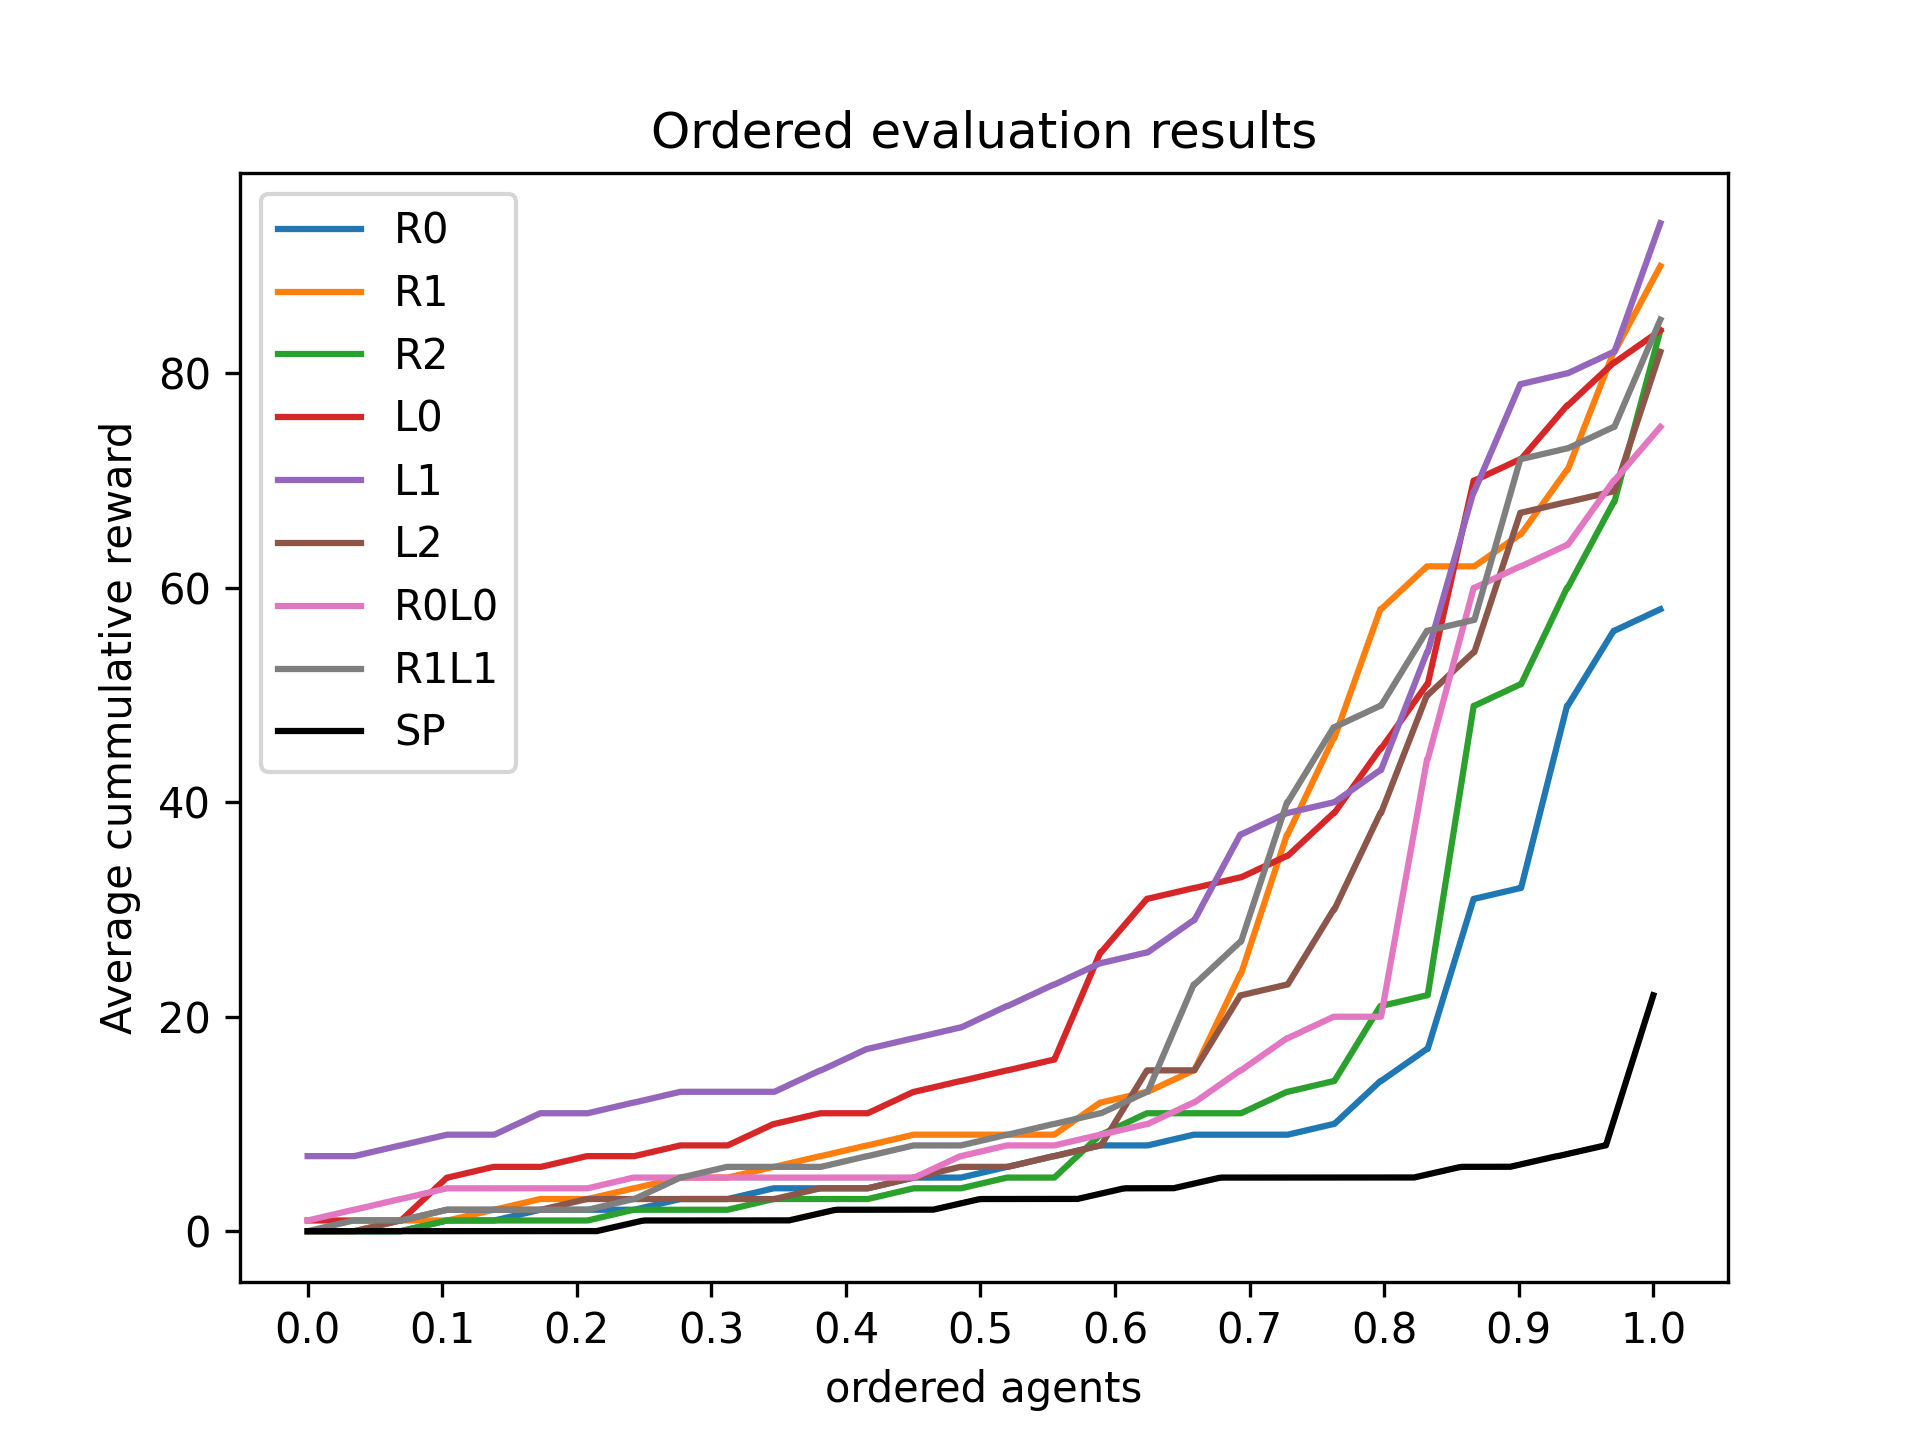 Ordered evaluation results
R0
R1
R2
L0
L1
L2
R0L0
R1L1
SP
Average cummulative reward
80
60
40
20
0
0.0 0.1 0.2 0.3 0.4 0.5 0.6 0.7 0.8 0.9 1.0
ordered agents